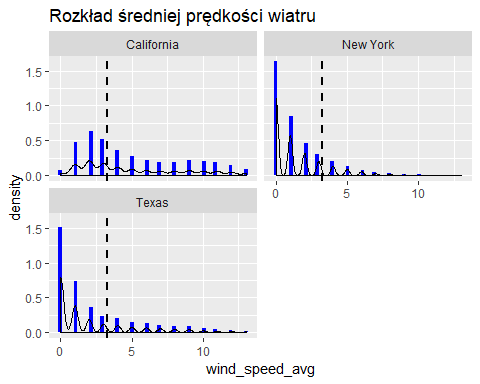 Rozkład średniej prędkości wiatru
California
New York
1.5
1.0
0.5
0.0
0
5
10
Texas
1.5
1.0
0.5
0.0
0
5
10
density
wind_speed_avg